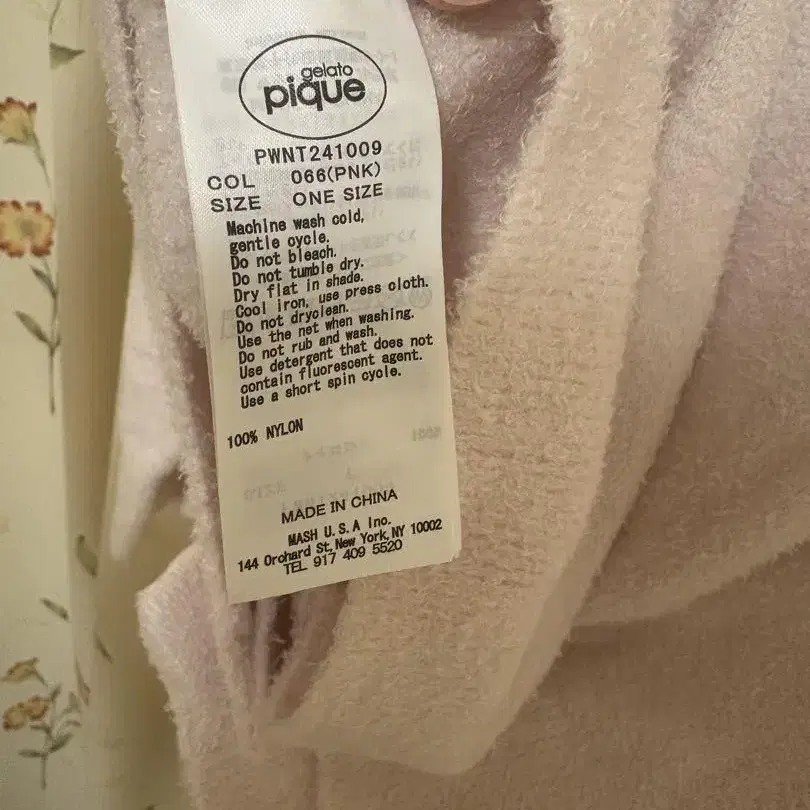 gelato
pique
PWNT241009
COL 066(PNK)
SIZE ONE SIZE
Machine wash cold,
gentle cycle.
Do not bleach.
Do not tumble dry.
Dry flat in shade.
Cool iron, use press cloth.
Do not dryclean.
Use the net when washing.
Do not rub and wash.
Use detergent that does not
contain fluorescent agent.
Use a short spin cycle.
100% NYLON
MADE IN CHINA
MASH U.S.A Inc.
144 Orchard St,New York,NY 10002
TEL 917 409 5520